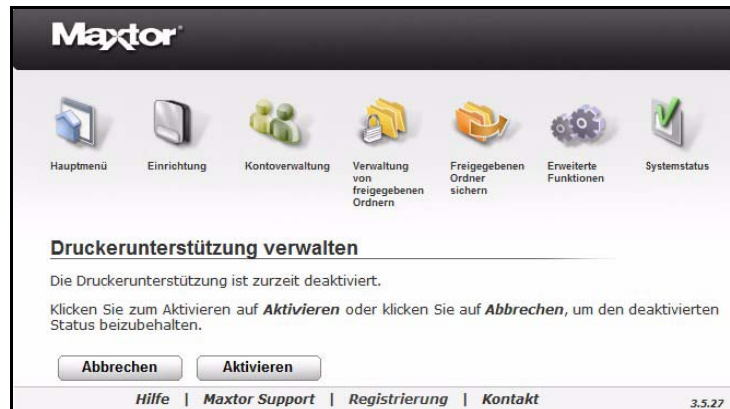 Maxtor
Hauptmenü
Einrichtung
Kontoverwaltung
Verwaltung
von
freigegebenen
Ordnern
Freigegebenen
Ordner
sichern
Erweiterte
Funktionen
Systemstatus
Druckerunterstützung verwalten
Die Druckerunterstützung ist zurzeit deaktiviert.
Klicken Sie zum Aktivieren auf Aktivieren oder klicken Sie auf Abbrechen, um den deaktivierten
Status beizubehalten.
Abbrechen Aktivieren
Hilfe | Maxtor Support | Registrierung | Kontakt 3.5.27